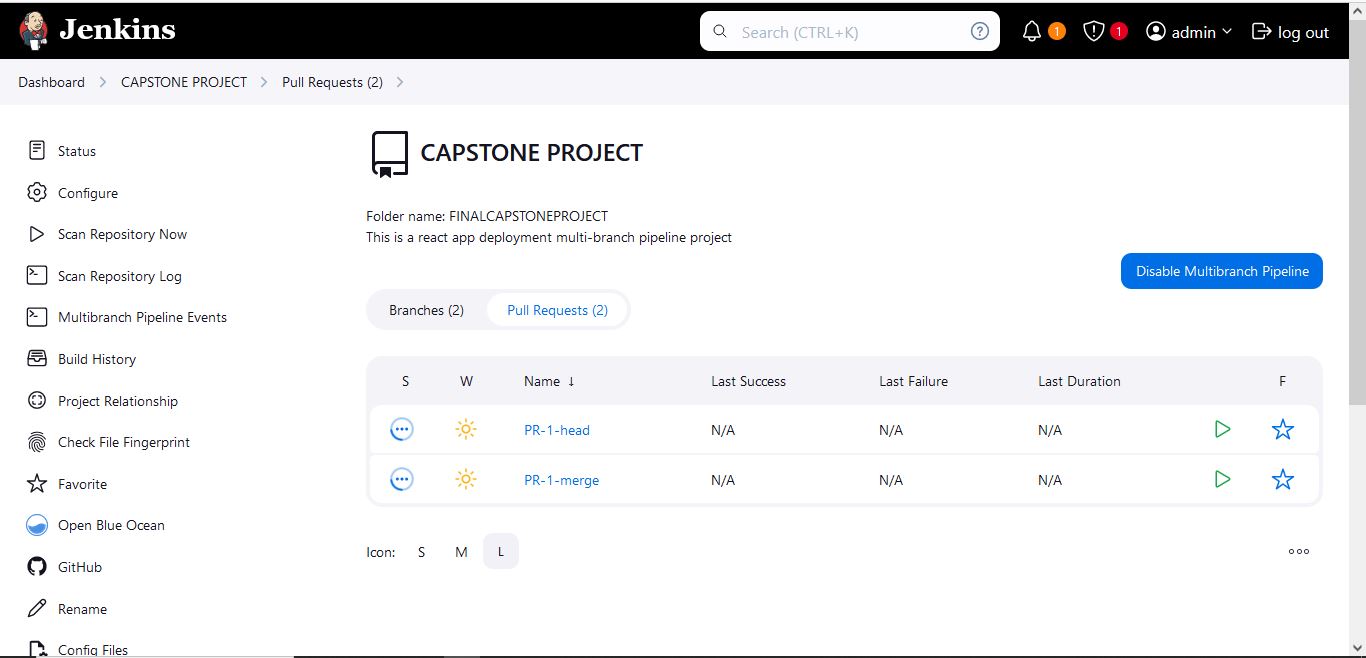 Jenkins
Search (CTRL+K)
?
1
1
admin
log out
Dashboard
CAPSTONE PROJECT
Pull Requests (2)
Status
Configure
Scan Repository Now
Scan Repository Log
Multibranch Pipeline Events
Build History
Project Relationship
Check File Fingerprint
Favorite
Open Blue Ocean
GitHub
Rename
Config Files
CAPSTONE PROJECT
Folder name: FINALCAPSTONEPROJECT
This is a react app deployment multi-branch pipeline project
Disable Multibranch Pipeline
Branches (2) Pull Requests (2)
S W Name ↓ Last Success Last Failure Last Duration F
PR-1-head N/A N/A N/A
PR-1-merge N/A N/A N/A
Icon: S M L